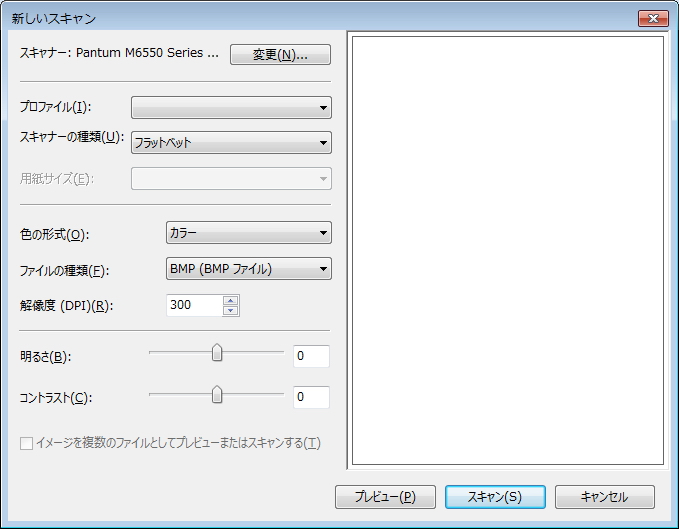 新しいスキャン
スキャナー: Pantum M6550 Series ...
変更(N)...
プロファイル(I):
スキャナーの種類(U):
フラットベット
用紙サイズ(E):
色の形式(O):
カラー
ファイルの種類(F):
BMP (BMP ファイル)
解像度 (DPI)(R):
300
明るさ(B):
0
コントラスト(C):
0
イメージを複数のファイルとしてプレビューまたはスキャンする(T)
プレビュー(P)
スキャン(S)
キャンセル